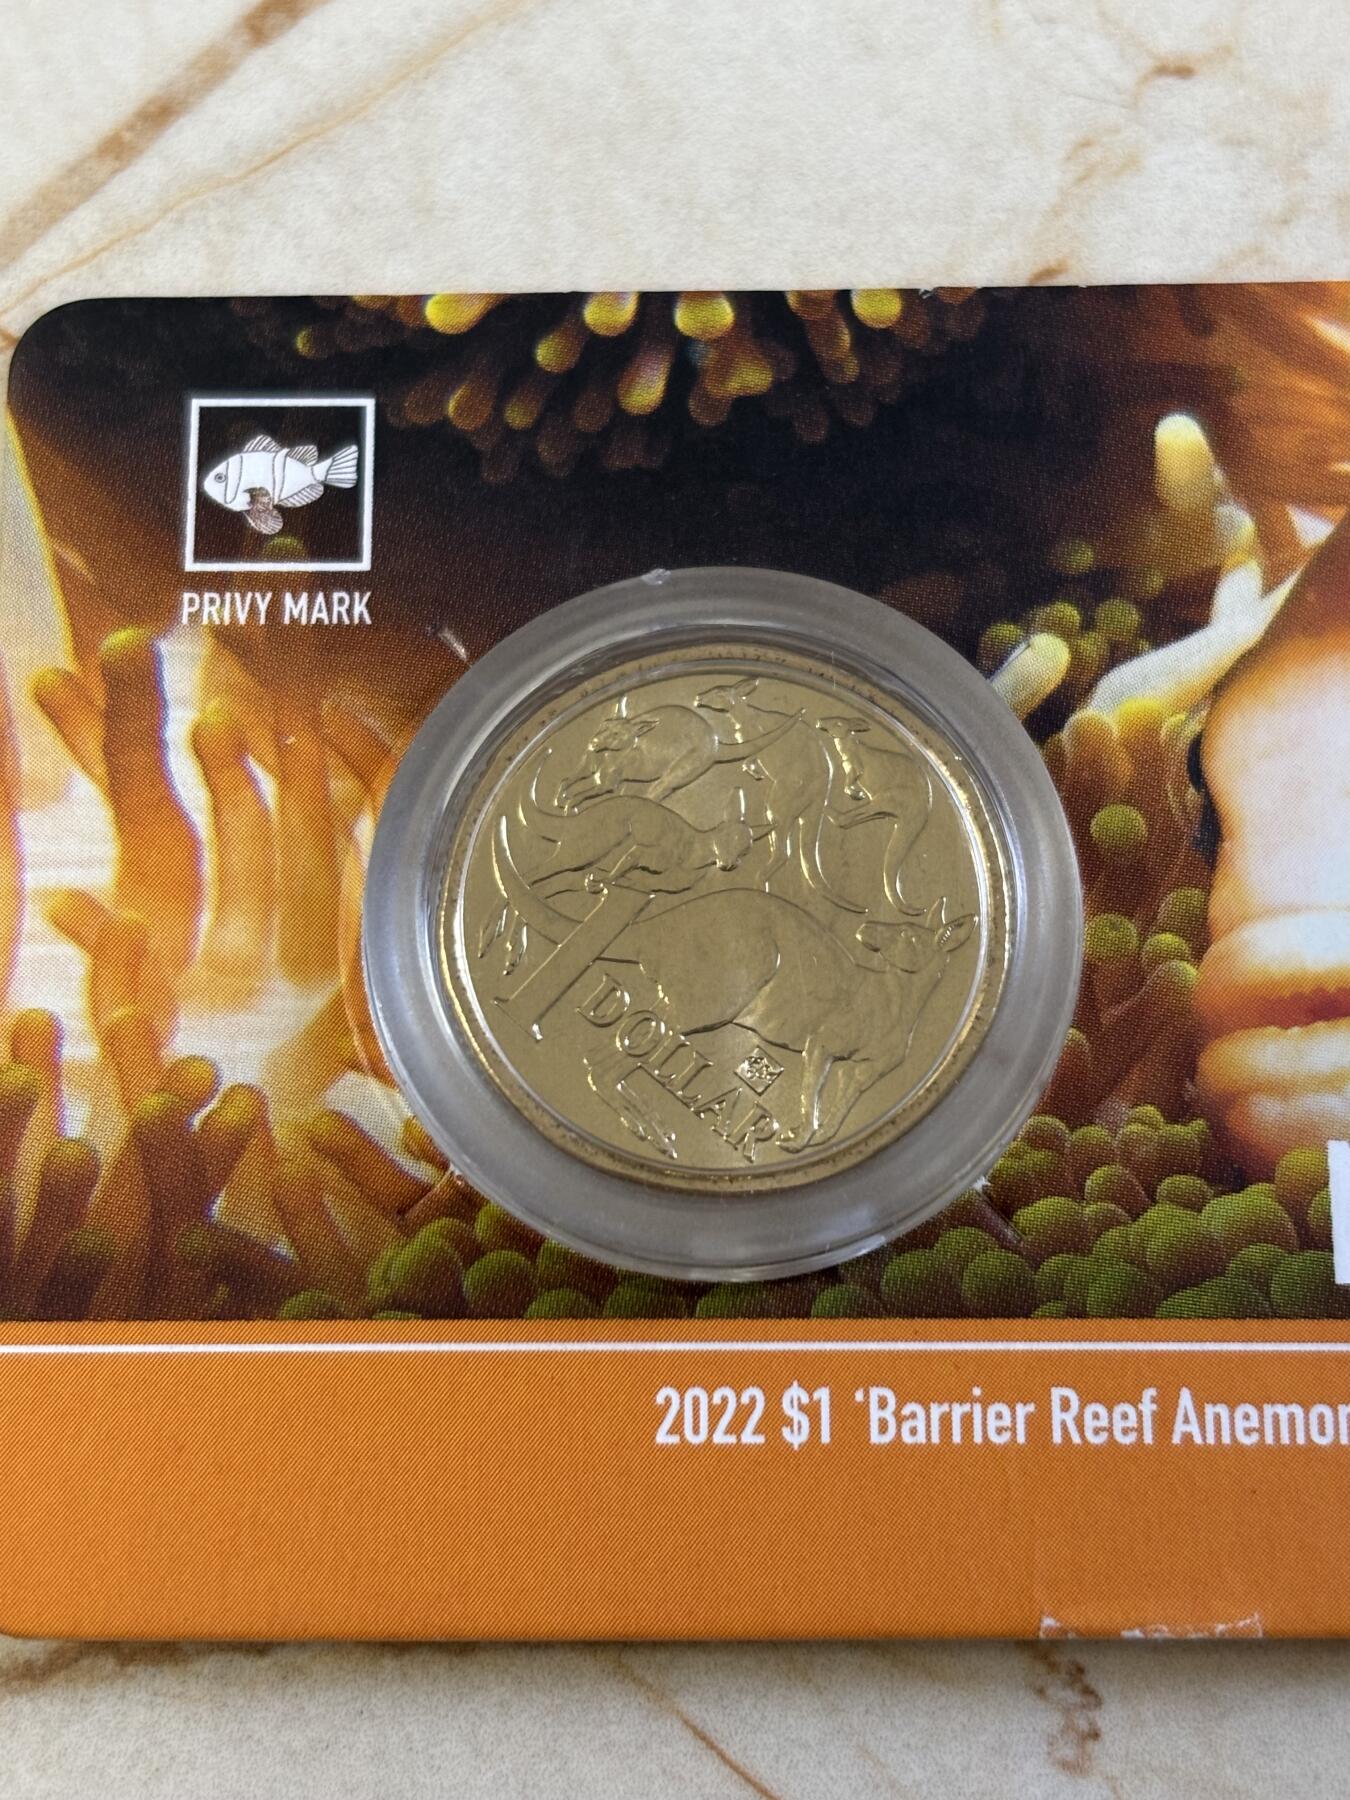 PRIVY MARK
1
DOLLAR
2022 $1 ‘Barrier Reef Anemon